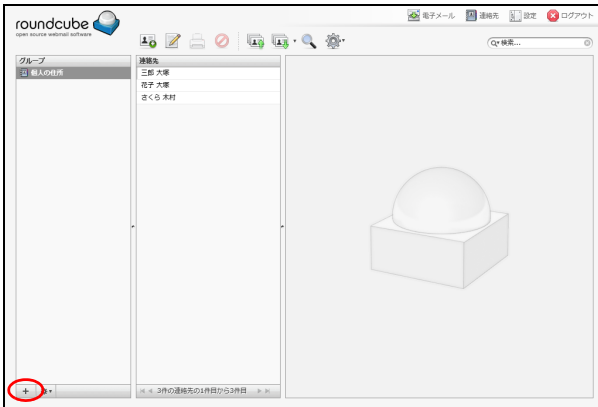 roundcube
open source webmail software
電子メール 連絡先 設定 ログアウト
検索...
グループ
個人の住所
連絡先
三郎 大塚
花子 大塚
さくら 木村
3件の連絡先の1件目から3件目